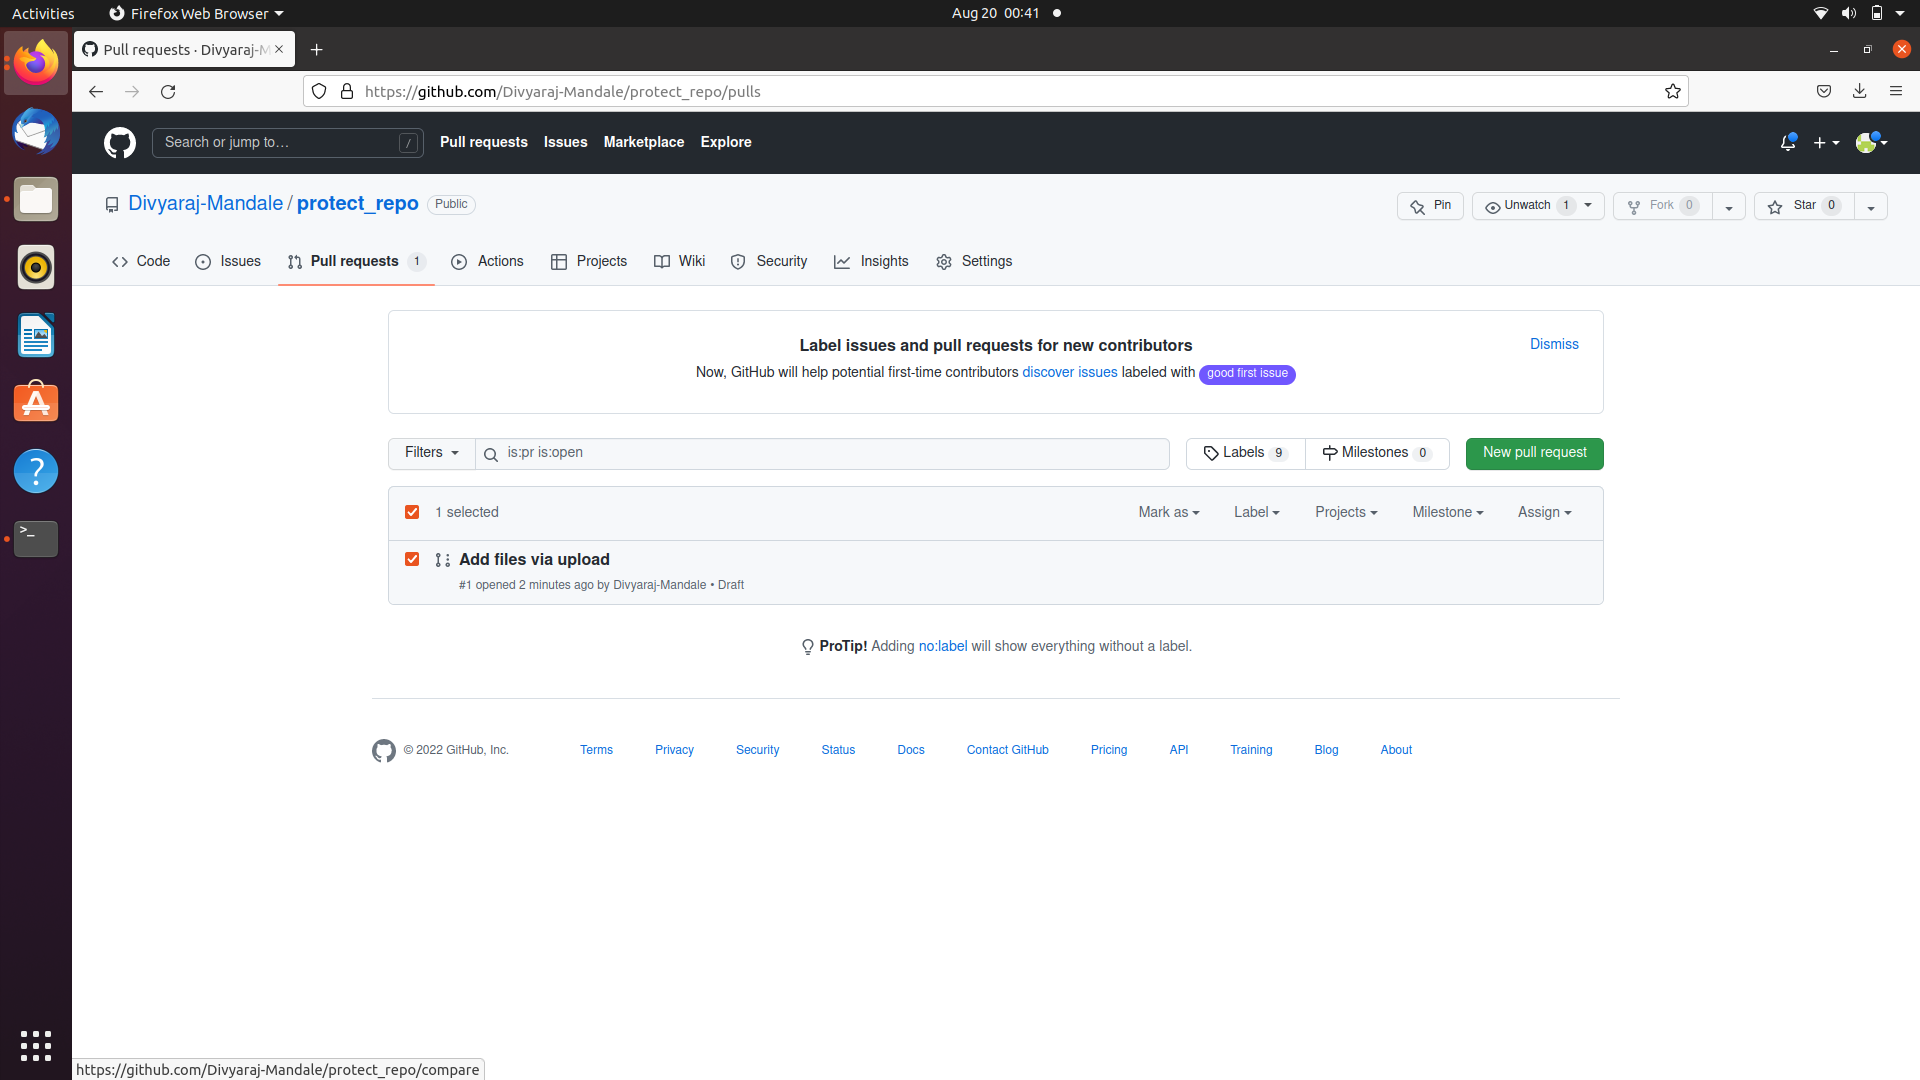 Activities Firefox Web Browser Aug 20 00:41
Pull requests · Divyaraj-M
https://github.com/Divyaraj-Mandale/protect_repo/pulls
Search or jump to… / Pull requests Issues Marketplace Explore
Divyaraj-Mandale / protect_repo Public Pin Unwatch 1 Fork 0 Star 0
Code Issues Pull requests 1 Actions Projects Wiki Security Insights Settings
Label issues and pull requests for new contributors Dismiss
Now, GitHub will help potential first-time contributors discover issues labeled with good first issue
Filters is:pr is:open Labels 9 Milestones 0 New pull request
1 selected Mark as Label Projects Milestone Assign
Add files via upload
#1 opened 2 minutes ago by Divyaraj-Mandale • Draft
ProTip! Adding no:label will show everything without a label.
© 2022 GitHub, Inc. Terms Privacy Security Status Docs Contact GitHub Pricing API Training Blog About
https://github.com/Divyaraj-Mandale/protect_repo/compare